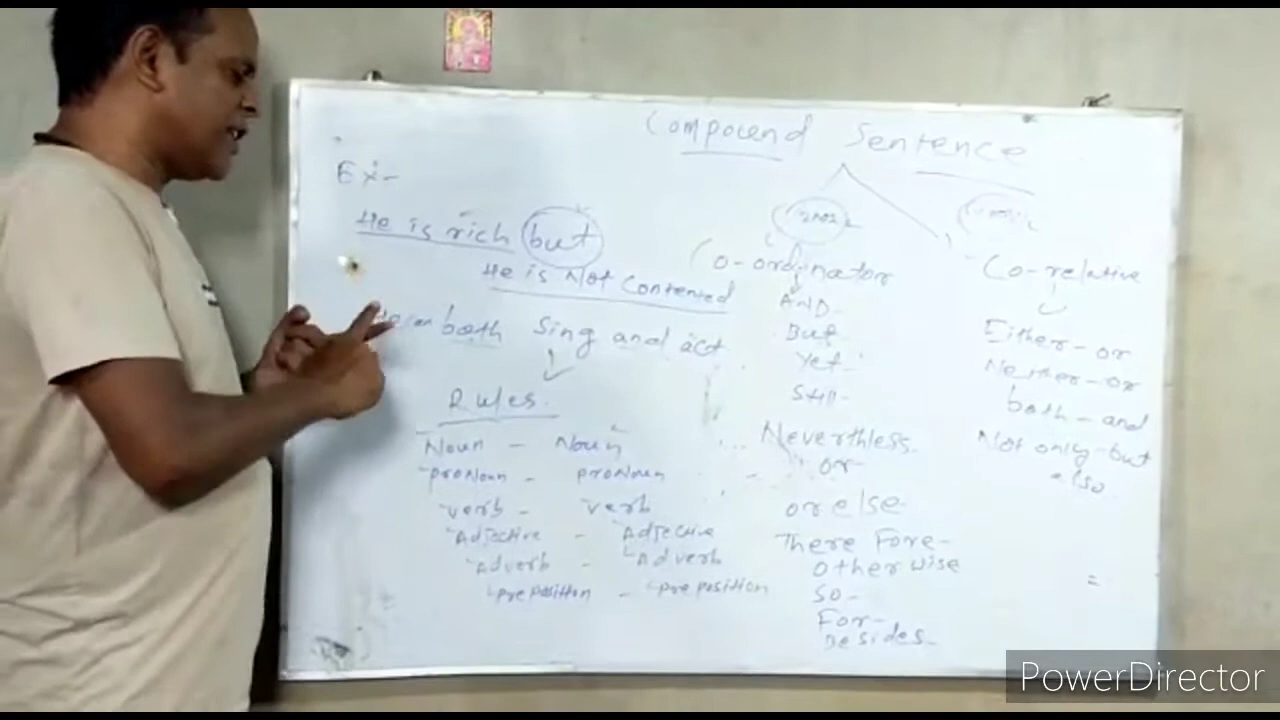 Compound Sentence
Ex-
He is rich but
He is Not Contented
both Sing and act
Rules.
Noun - Noun
pronoun - pronoun
verb - verb
Adjective - Adjective
Adverb - Adverb
preposition - preposition
Co-ordinator
AND
But
Yet
Still-
Neverthless.
or-
or else-
There Fore-
otherwise
so-
For-
Besides-
Co-relative
Either-or
Neither-or
both-and
Not only-but
also
PowerDirector